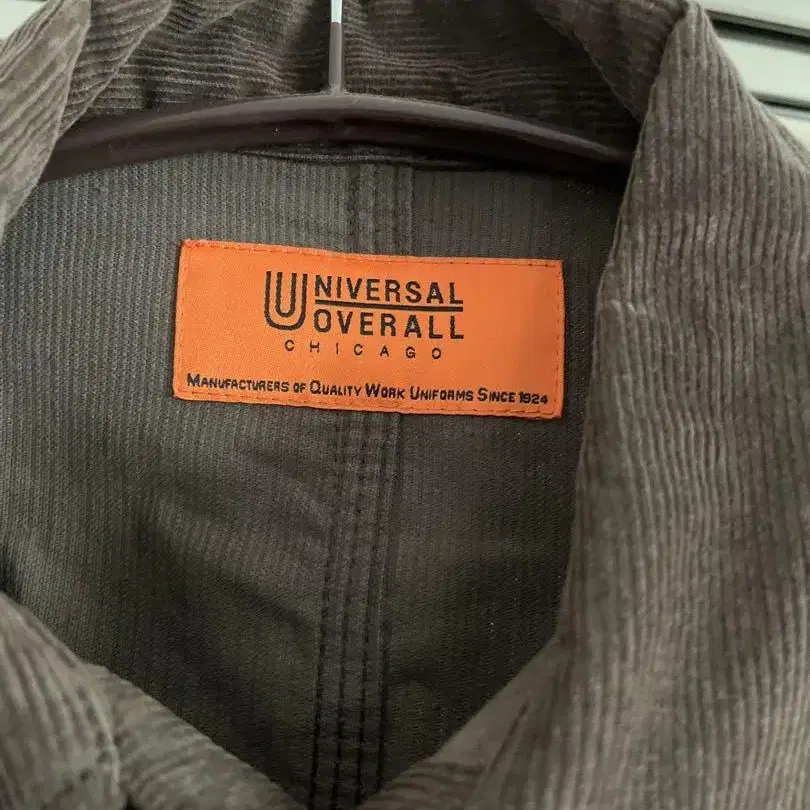 UNIVERSAL
OVERALL
CHICAGO
MANUFACTURERS OF QUALITY WORK UNIFORMS SINCE 1924